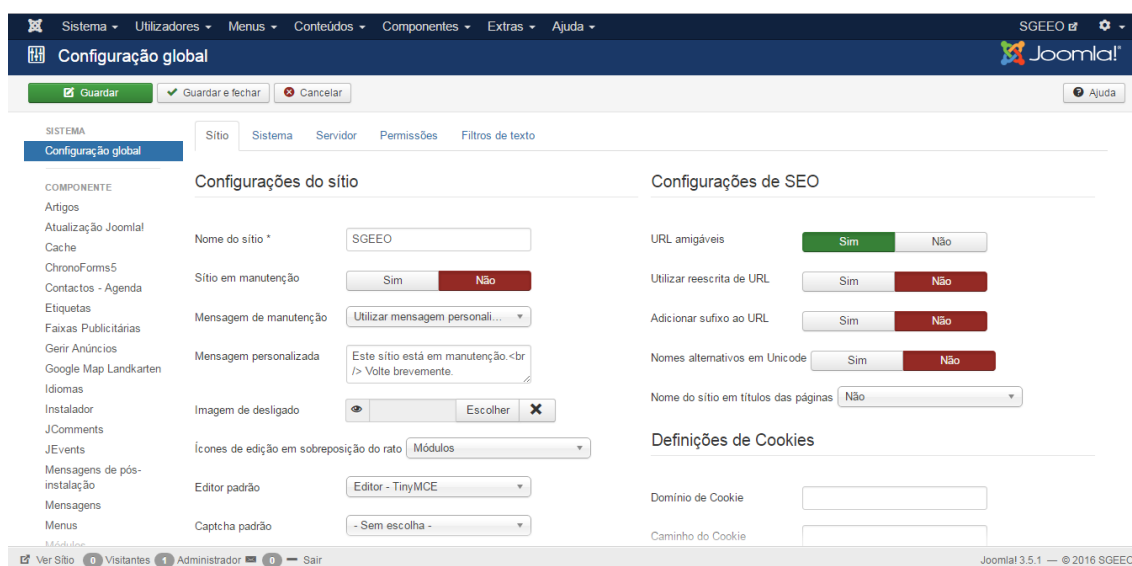 Sistema Utilizadores Menus Conteúdos Componentes Extras Ajuda SGEEO
Configuração global Joomla!
Guardar Guardar e fechar Cancelar Ajuda
SISTEMA
Configuração global
COMPONENTE
Artigos
Atualização Joomla!
Cache
ChronoForms5
Contactos - Agenda
Etiquetas
Faixas Publicitárias
Gerir Anúncios
Google Map Landkarten
Idiomas
Instalador
JComments
JEvents
Mensagens de pós-
instalação
Mensagens
Menus
Módulos
Sítio Sistema Servidor Permissões Filtros de texto
Configurações do sítio
Nome do sítio * SGEEO
Sítio em manutenção Sim Não
Mensagem de manutenção Utilizar mensagem personali...
Mensagem personalizada Este sítio está em manutenção.<br
/> Volte brevemente.
Imagem de desligado Escolher
Ícones de edição em sobreposição do rato Módulos
Editor padrão Editor - TinyMCE
Captcha padrão - Sem escolha -
Configurações de SEO
URL amigáveis Sim Não
Utilizar reescrita de URL Sim Não
Adicionar sufixo ao URL Sim Não
Nomes alternativos em Unicode Sim Não
Nome do sítio em títulos das páginas Não
Definições de Cookies
Domínio de Cookie
Caminho do Cookie
Ver Sítio 0 Visitantes 1 Administrador 0 Sair Joomla! 3.5.1 — © 2016 SGEEO